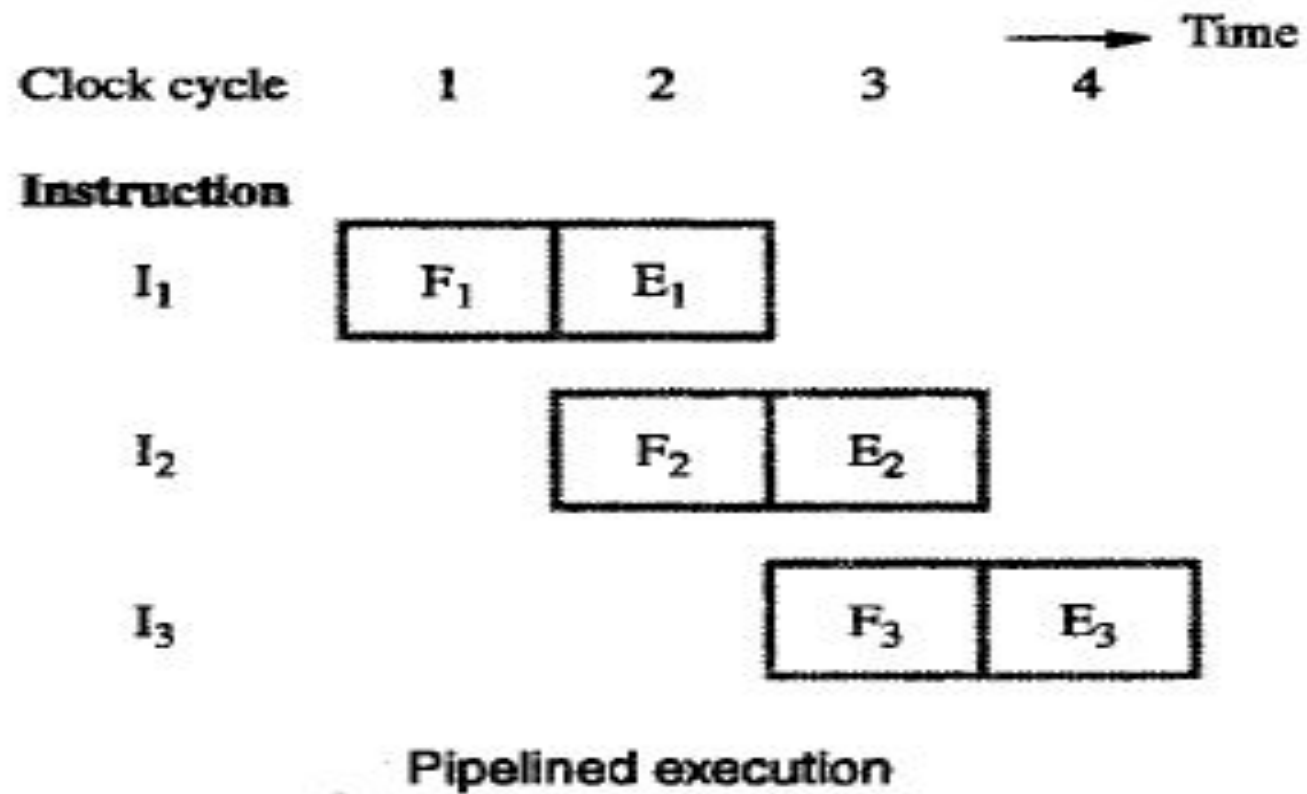 Time
Clock cycle 1 2 3 4
Instruction
I₁ F₁ E₁
I₂ F₂ E₂
I₃ F₃ E₃
Pipelined execution